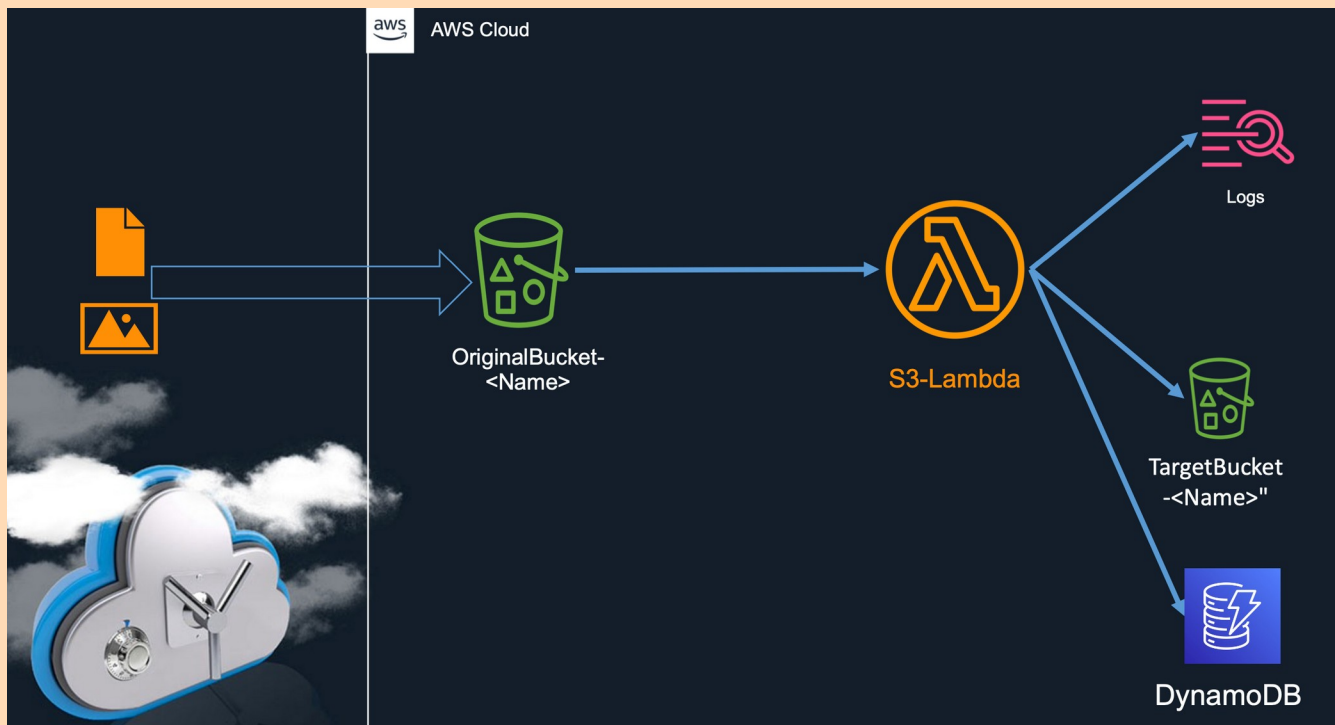 aws
AWS Cloud
Logs
OriginalBucket-
<Name>
S3-Lambda
TargetBucket
-<Name>"
DynamoDB